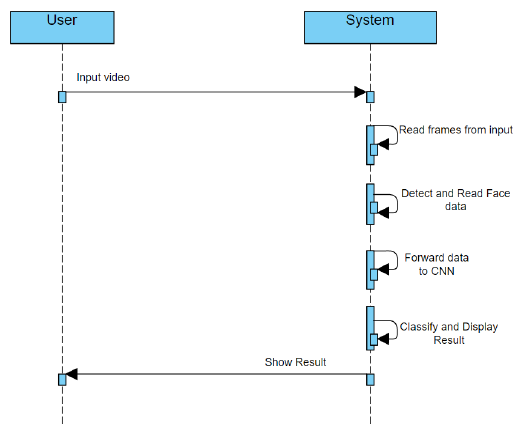 User
System
Input video
Read frames from input
Detect and Read Face
data
Forward data
to CNN
Classify and Display
Result
Show Result